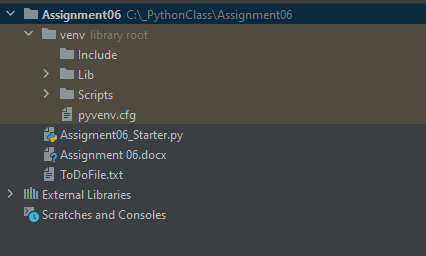 Assignment06 C:\_PythonClass\Assignment06
venv library root
Include
Lib
Scripts
pyvenv.cfg
Assigment06_Starter.py
Assignment 06.docx
ToDoFile.txt
External Libraries
Scratches and Consoles